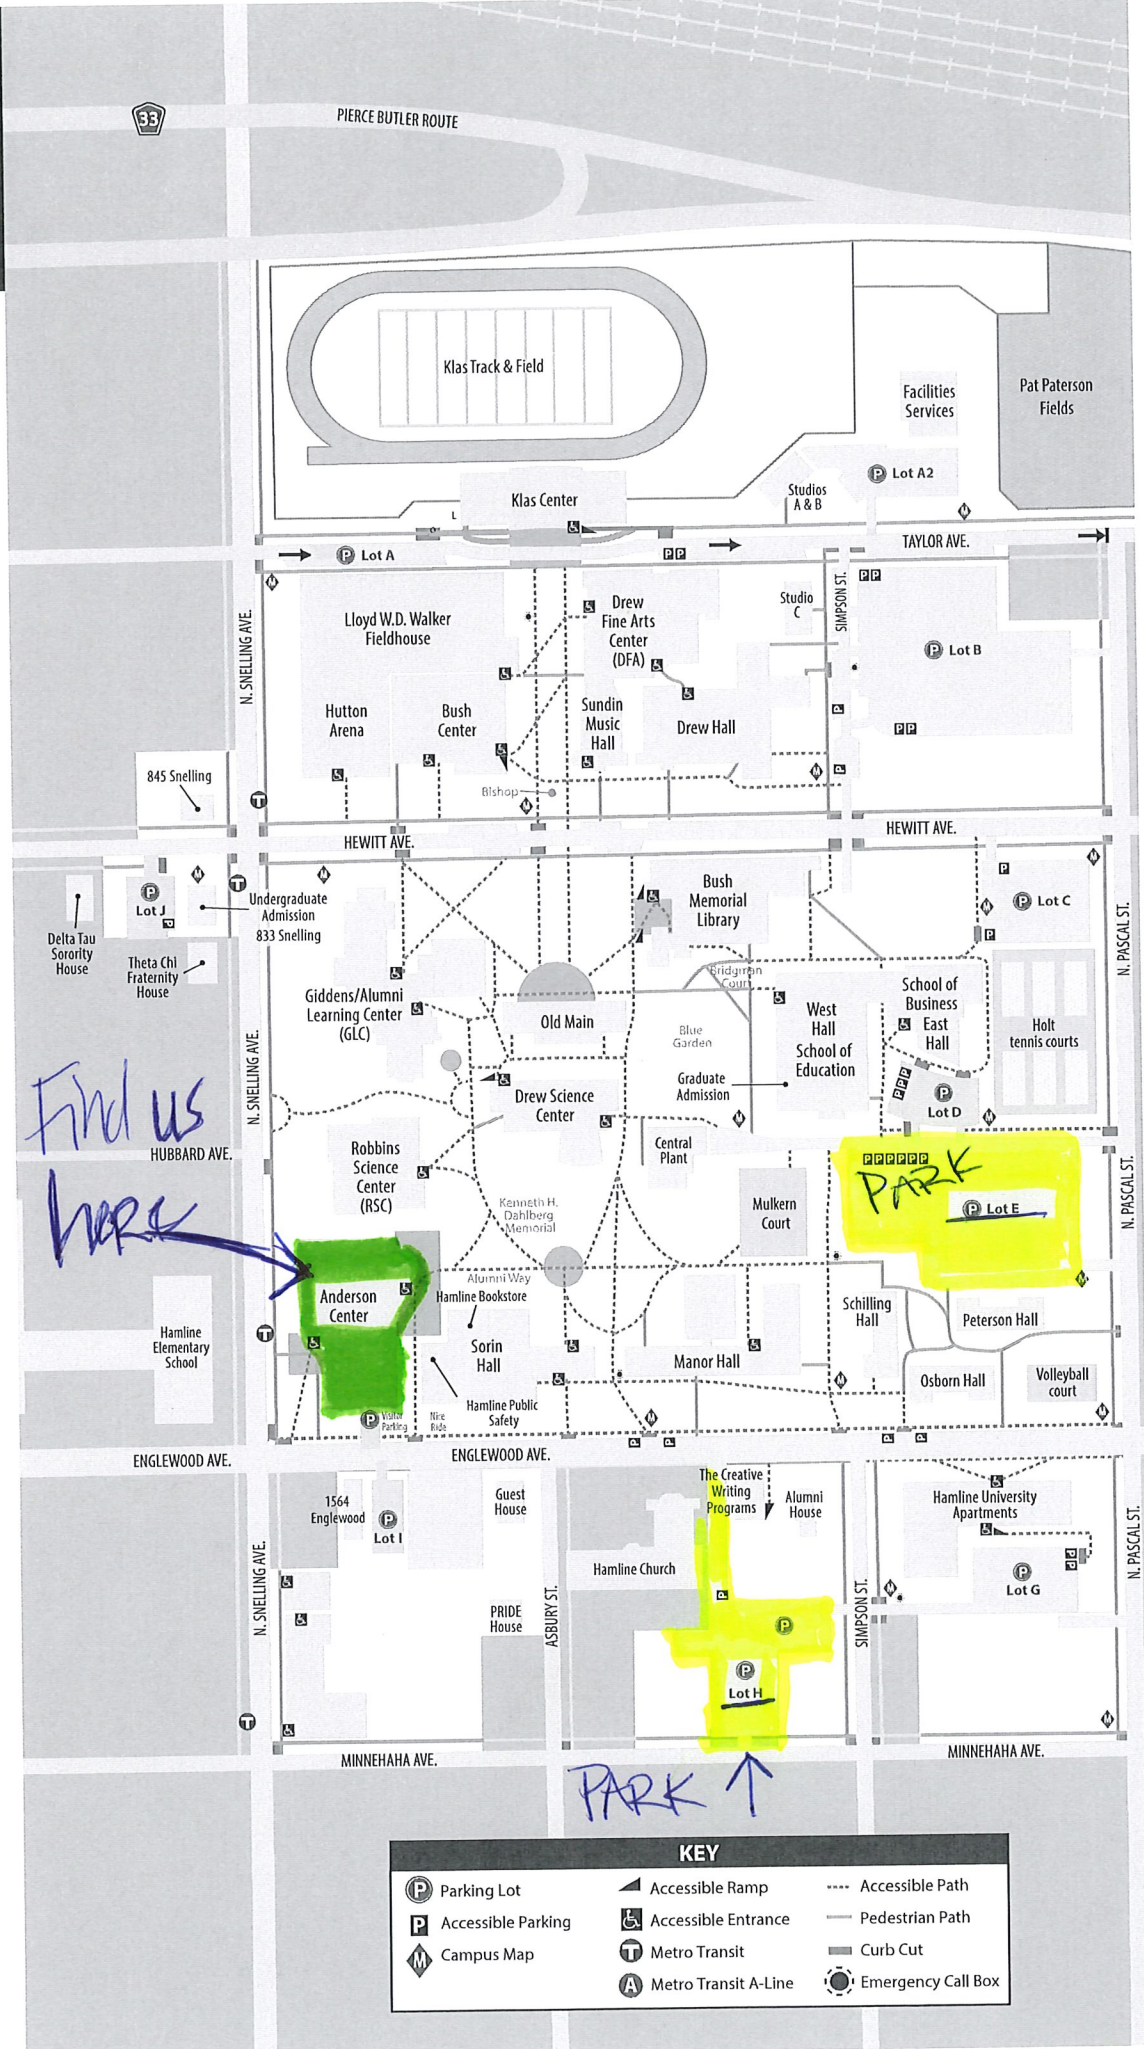 33
PIERCE BUTLER ROUTE
Klas Track & Field
Facilities
Services
Pat Paterson
Fields
P Lot A2
Klas Center
Studios
A & B
L
M
TAYLOR AVE.
P Lot A
P P
P P
M
N. SNELLING AVE.
Lloyd W.D. Walker
Fieldhouse
Drew
Fine Arts
Center
(DFA)
Studio
C
SIMPSON ST.
P Lot B
Hutton
Arena
Bush
Center
Sundin
Music
Hall
Drew Hall
P
P P
845 Snelling
T
Bishop
M
M
P
HEWITT AVE.
HEWITT AVE.
M
T
M
P
Lot J
P
Undergraduate
Admission
833 Snelling
Delta Tau
Sorority
House
Theta Chi
Fraternity
House
Bush
Memorial
Library
P
M
M
P Lot C
P
N. PASCAL ST.
Bridgman
Court
Giddens/Alumni
Learning Center
(GLC)
Old Main
Blue
Garden
West
Hall
School of
Education
School of
Business
East
Hall
Holt
tennis courts
N. SNELLING AVE.
Graduate
Admission
M
P P P
P
Lot D
M
Drew Science
Center
Find us
HUBBARD AVE.
here
Robbins
Science
Center
(RSC)
Central
Plant
Mulkern
Court
P P P P P P
PARK
P Lot E
N. PASCAL ST.
Kenneth H.
Dahlberg
Memorial
Alumni Way
Hamline Bookstore
M
Anderson
Center
Hamline
Elementary
School
T
Sorin
Hall
Manor Hall
Schilling
Hall
Peterson Hall
Osborn Hall
Volleyball
court
M
M
Hamline Public
Safety
P Visitor
Parking
Nice
Ride
M
P P
P P
ENGLEWOOD AVE.
ENGLEWOOD AVE.
1564
Englewood
P
Lot I
Guest
House
The Creative
Writing
Programs
Alumni
House
Hamline University
Apartments
N. SNELLING AVE.
Hamline Church
P
M
P
Lot G
P P
N. PASCAL ST.
PRIDE
House
ASBURY ST.
P
P
Lot H
SIMPSON ST.
T
M
MINNEHAHA AVE.
MINNEHAHA AVE.
PARK
KEY
P Parking Lot
P Accessible Parking
M Campus Map
Accessible Ramp
Accessible Entrance
T Metro Transit
A Metro Transit A-Line
Accessible Path
Pedestrian Path
Curb Cut
Emergency Call Box